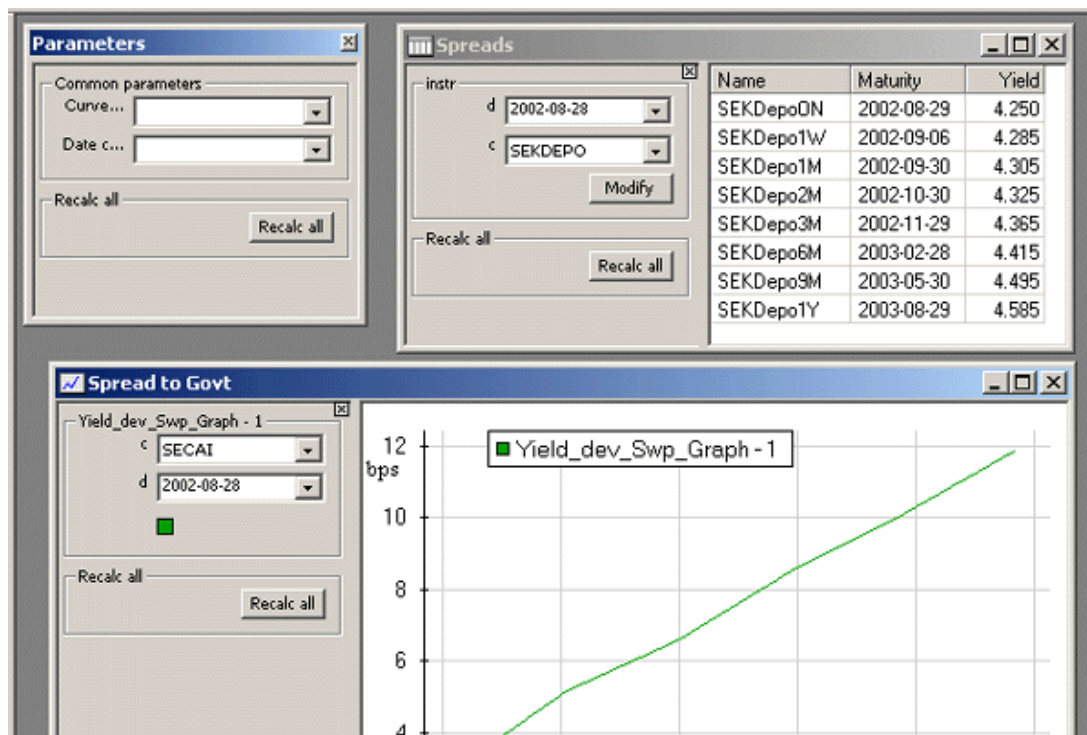 Parameters
Common parameters
Curve...
Date c...
Recalc all
Recalc all
Spreads
instr
d 2002-08-28
c SEKDEPO
Modify
Recalc all
Recalc all
Name Maturity Yield
SEKDepoON 2002-08-29 4.250
SEKDepo1W 2002-09-06 4.285
SEKDepo1M 2002-09-30 4.305
SEKDepo2M 2002-10-30 4.325
SEKDepo3M 2002-11-29 4.365
SEKDepo6M 2003-02-28 4.415
SEKDepo9M 2003-05-30 4.495
SEKDepo1Y 2003-08-29 4.585
Spread to Govt
Yield_dev_Swp_Graph - 1
c SECAI
d 2002-08-28
Recalc all
Recalc all
Yield_dev_Swp_Graph - 1
12
bps
10
8
6
4